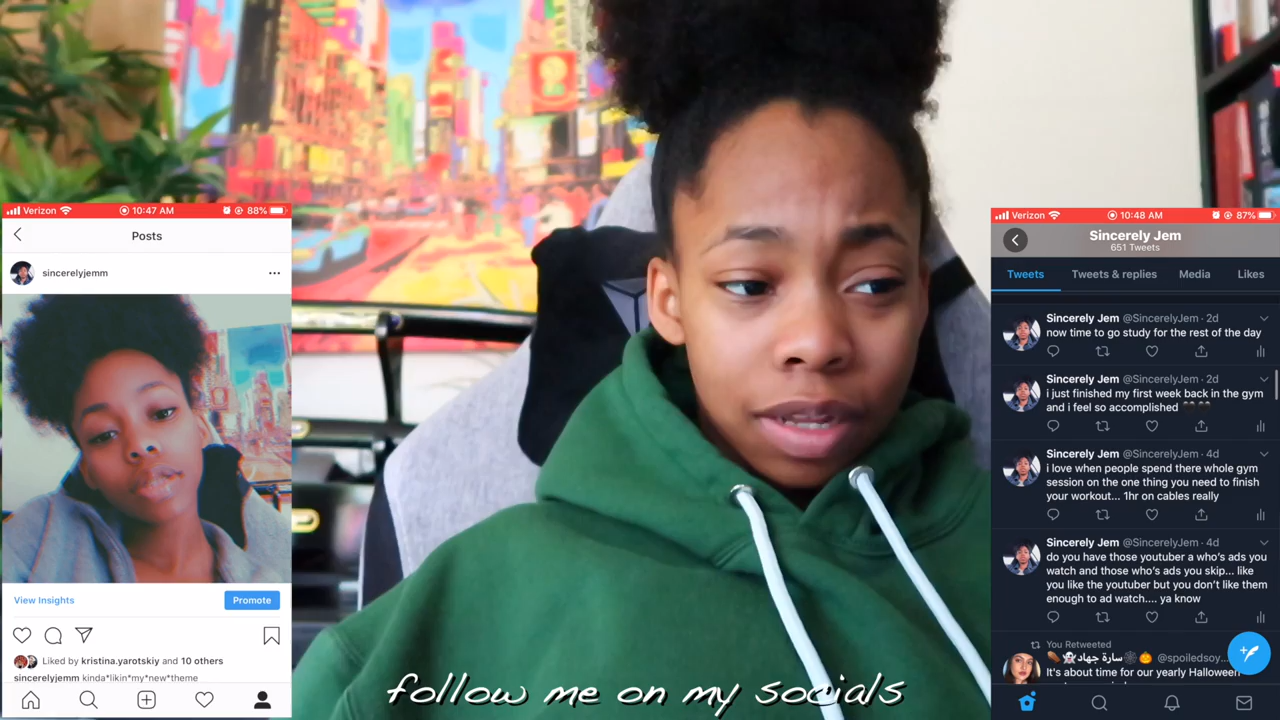 Verizon 10:47 AM 88%
Posts
sincerelyjemm
View Insights
Promote
Liked by kristina.yarotskiy and 10 others
sincerelyjemm kinda*likin*my*new*theme
follow me on my socials
Verizon 10:48 AM 87%
Sincerely Jem
651 Tweets
Tweets Tweets & replies Media Likes
Sincerely Jem @SincerelyJem · 2d
now time to go study for the rest of the day
Sincerely Jem @SincerelyJem · 2d
i just finished my first week back in the gym
and i feel so accomplished 🖤🖤
Sincerely Jem @SincerelyJem · 4d
i love when people spend there whole gym
session on the one thing you need to finish
your workout... 1hr on cables really
Sincerely Jem @SincerelyJem · 4d
do you have those youtuber a who's ads you
watch and those who's ads you skip... like
you like the youtuber but you don't like them
enough to ad watch.... ya know
You Retweeted
سارة جهاد @spoiledsoy...
It's about time for our yearly Halloween